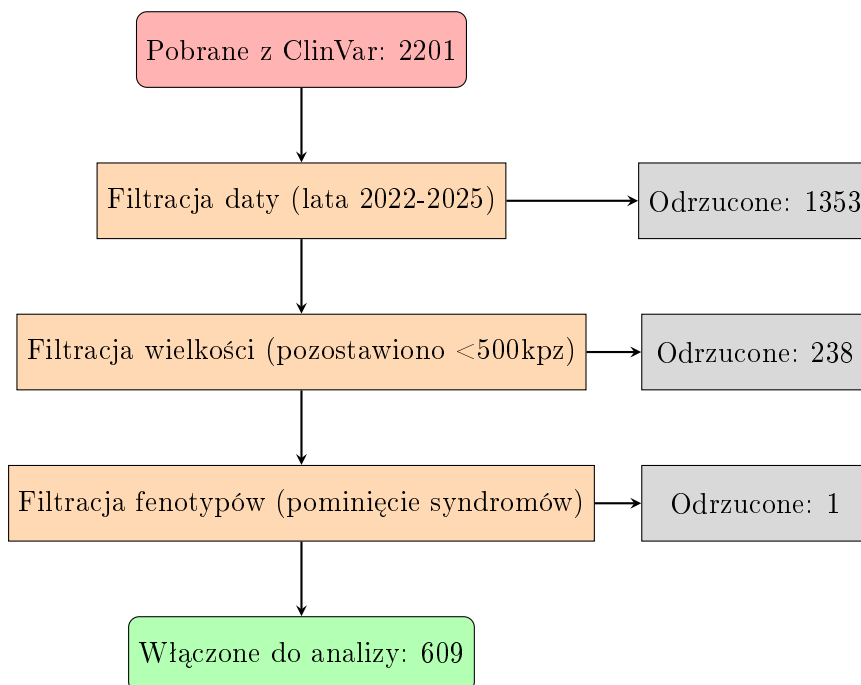 Pobrane z ClinVar: 2201
Filtracja daty (lata 2022-2025)
Odrzucone: 1353
Filtracja wielkości (pozostawiono <500kpz)
Odrzucone: 238
Filtracja fenotypów (pominięcie syndromów)
Odrzucone: 1
Włączone do analizy: 609